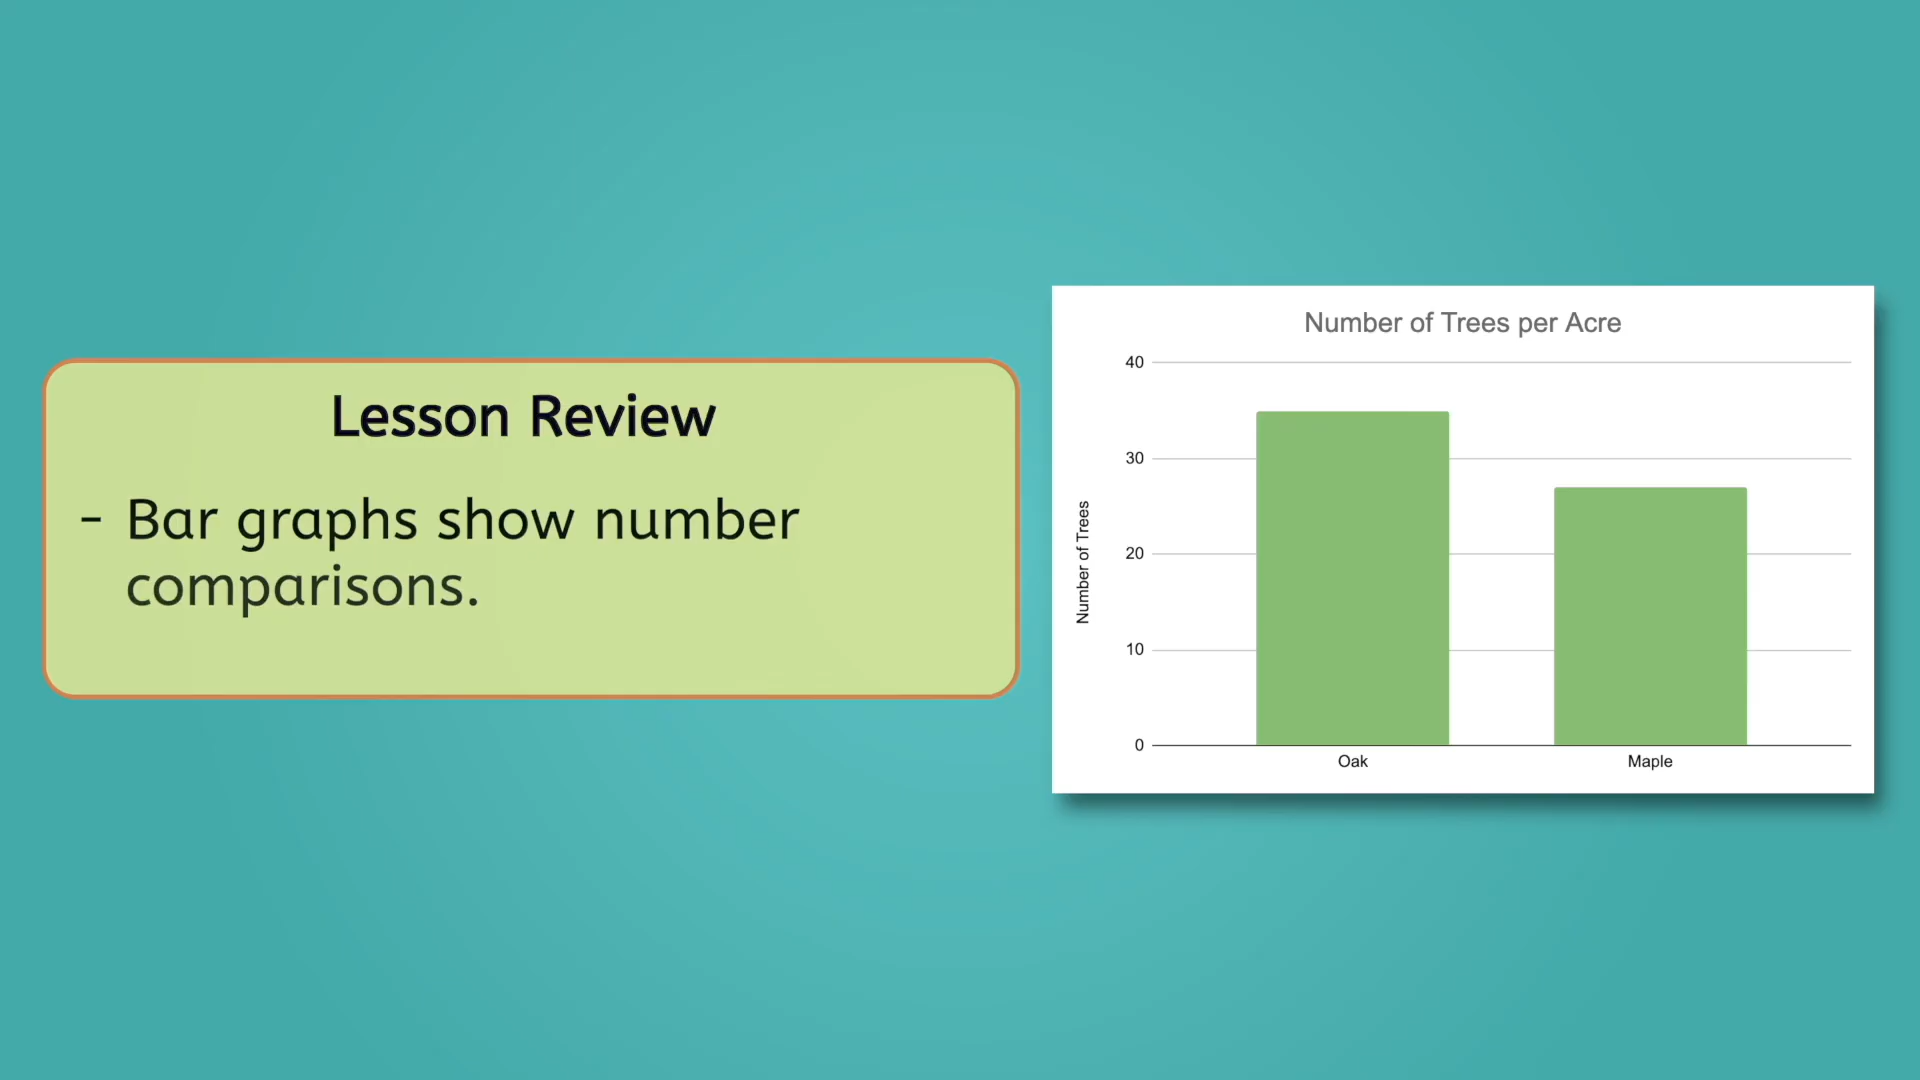 Lesson Review
- Bar graphs show number
comparisons.
Number of Trees per Acre
40
30
20
10
0
Number of Trees
Oak
Maple